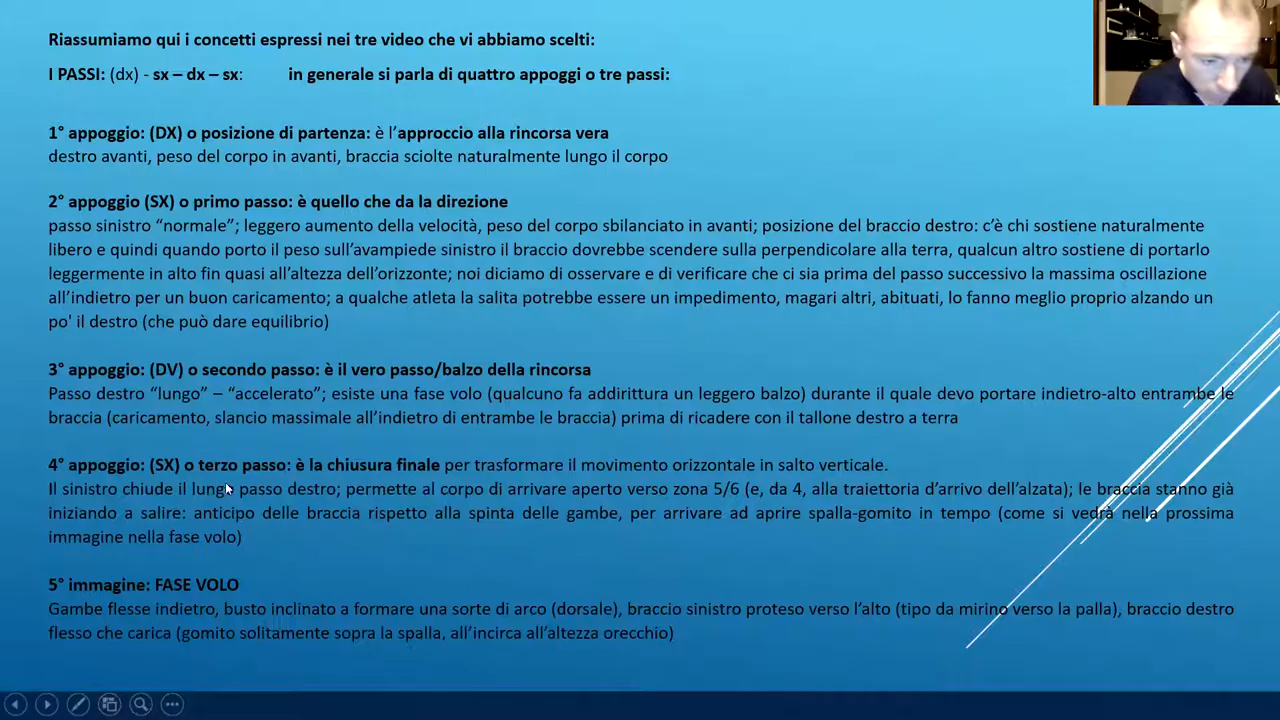 Riassumiamo qui i concetti espressi nei tre video che vi abbiamo scelti:
I PASSI: (dx) - sx – dx – sx: in generale si parla di quattro appoggi o tre passi:
1° appoggio: (DX) o posizione di partenza: è l’approccio alla rincorsa vera
destro avanti, peso del corpo in avanti, braccia sciolte naturalmente lungo il corpo
2° appoggio (SX) o primo passo: è quello che da la direzione
passo sinistro “normale”; leggero aumento della velocità, peso del corpo sbilanciato in avanti; posizione del braccio destro: c’è chi sostiene naturalmente
libero e quindi quando porto il peso sull’avampiede sinistro il braccio dovrebbe scendere sulla perpendicolare alla terra, qualcun altro sostiene di portarlo
leggermente in alto fin quasi all’altezza dell’orizzonte; noi diciamo di osservare e di verificare che ci sia prima del passo successivo la massima oscillazione
all’indietro per un buon caricamento; a qualche atleta la salita potrebbe essere un impedimento, magari altri, abituati, lo fanno meglio proprio alzando un
po' il destro (che può dare equilibrio)
3° appoggio: (DV) o secondo passo: è il vero passo/balzo della rincorsa
Passo destro “lungo” – “accelerato”; esiste una fase volo (qualcuno fa addirittura un leggero balzo) durante il quale devo portare indietro-alto entrambe le
braccia (caricamento, slancio massimale all’indietro di entrambe le braccia) prima di ricadere con il tallone destro a terra
4° appoggio: (SX) o terzo passo: è la chiusura finale per trasformare il movimento orizzontale in salto verticale.
Il sinistro chiude il lungo passo destro; permette al corpo di arrivare aperto verso zona 5/6 (e, da 4, alla traiettoria d’arrivo dell’alzata); le braccia stanno già
iniziando a salire: anticipo delle braccia rispetto alla spinta delle gambe, per arrivare ad aprire spalla-gomito in tempo (come si vedrà nella prossima
immagine nella fase volo)
5° immagine: FASE VOLO
Gambe flesse indietro, busto inclinato a formare una sorte di arco (dorsale), braccio sinistro proteso verso l’alto (tipo da mirino verso la palla), braccio destro
flesso che carica (gomito solitamente sopra la spalla, all’incirca all’altezza orecchio)